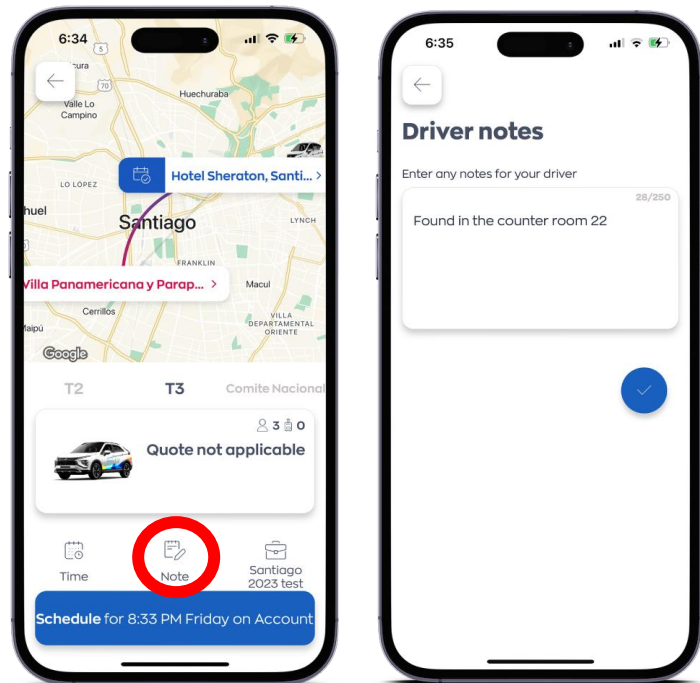 6:34
5
cura
70
Valle Lo
Campino
Huechuraba
LO LÓPEZ
Hotel Sheraton, Santi... >
huel
Santiago
LYNCH
FRANKLIN
Villa Panamericana y Parap... >
Macul
Cerrillos
Maipú
VILLA
DEPARTAMENTAL
ORIENTE
Google
T2
T3
Comite Nacional
3
0
Quote not applicable
Time
Note
Santiago
2023 test
Schedule for 8:33 PM Friday on Account
6:35
Driver notes
Enter any notes for your driver
28/250
Found in the counter room 22